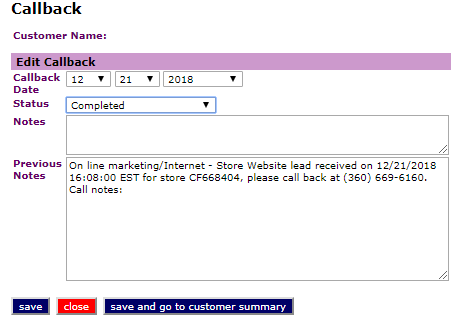 Callback
Customer Name:
Edit Callback
Callback Date 12 21 2018
Status Completed
Notes
Previous Notes
On line marketing/Internet - Store Website lead received on 12/21/2018
16:08:00 EST for store CF668404, please call back at (360) 669-6160.
Call notes:
save close save and go to customer summary